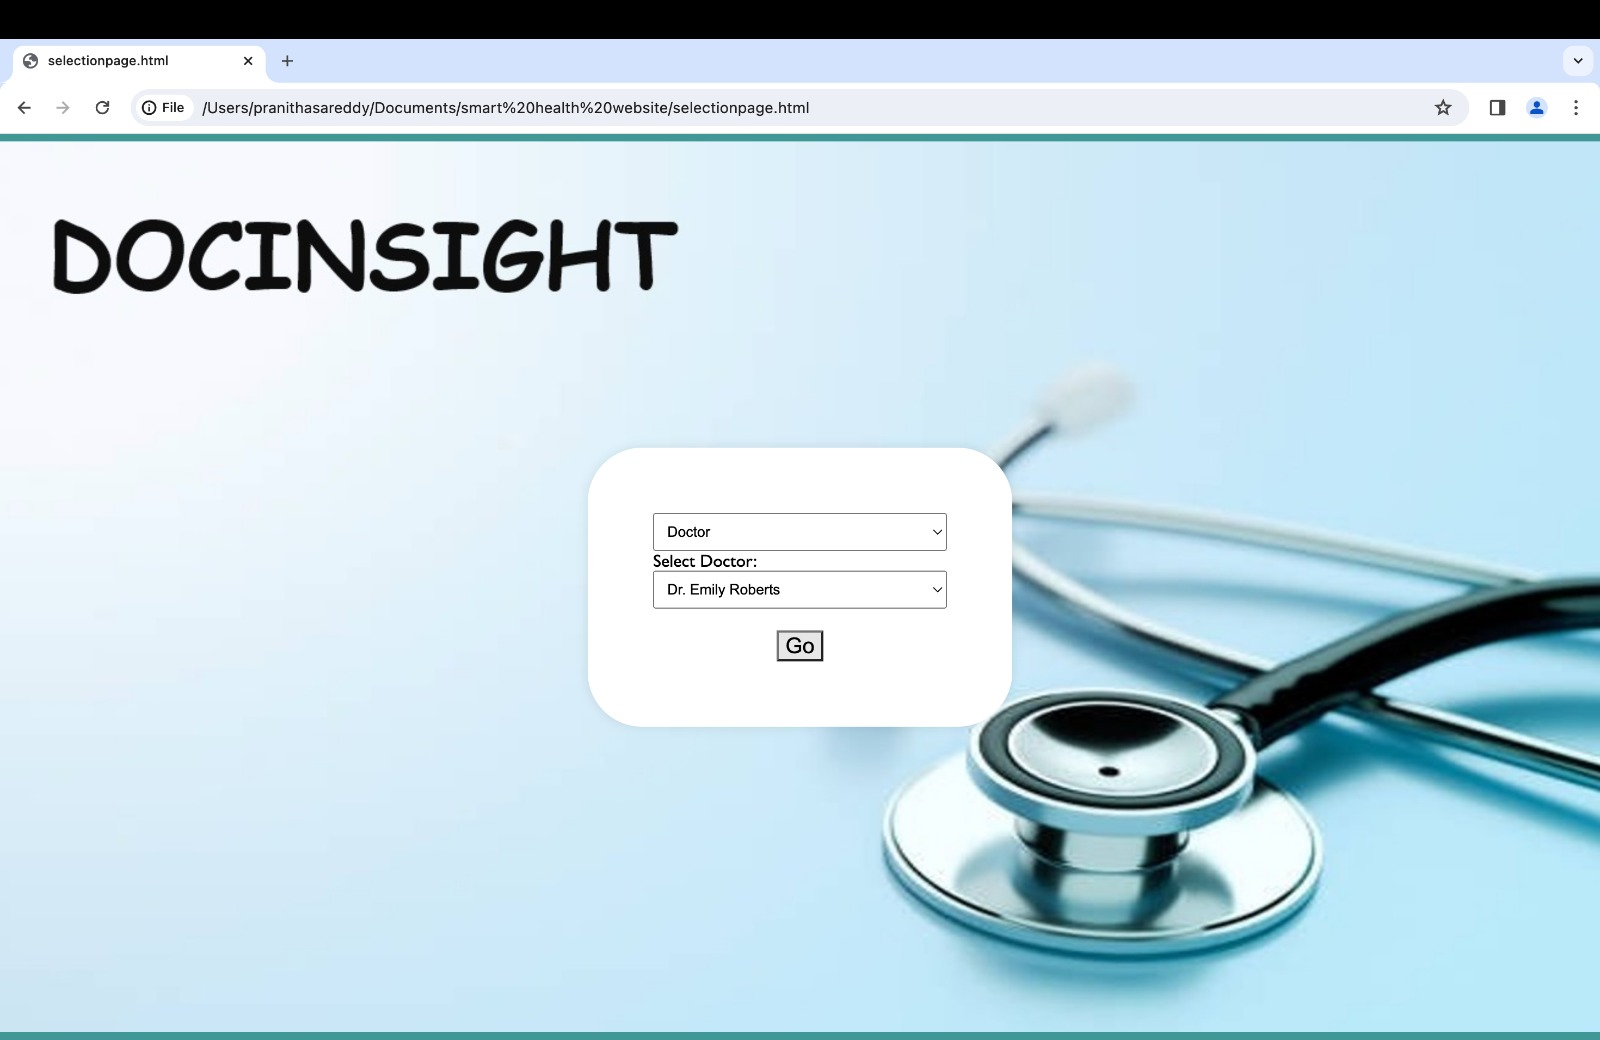 selectionpage.html
File /Users/pranithasareddy/Documents/smart%20health%20website/selectionpage.html
DOCINSIGHT
Doctor
Select Doctor:
Dr. Emily Roberts
Go